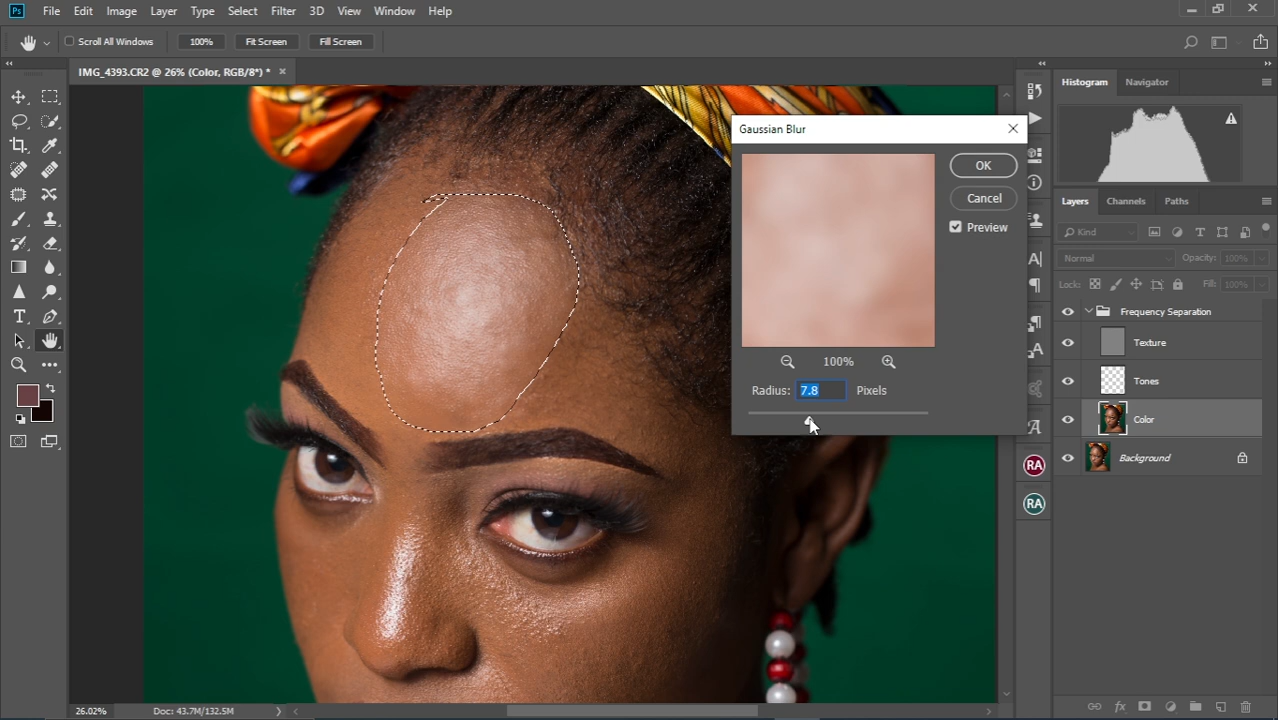 Ps File Edit Image Layer Type Select Filter 3D View Window Help
Scroll All Windows 100% Fit Screen Fill Screen
IMG_4393.CR2 @ 26% (Color, RGB/8*) *
Histogram Navigator
Gaussian Blur
OK
Cancel
Preview
100%
Radius: 7.8 Pixels
Layers Channels Paths
Kind
Normal Opacity: 100%
Lock: Fill: 100%
Frequency Separation
Texture
Tones
Color
Background
A
A
A
RA
RA
T
26.02% Doc: 43.7M/132.5M